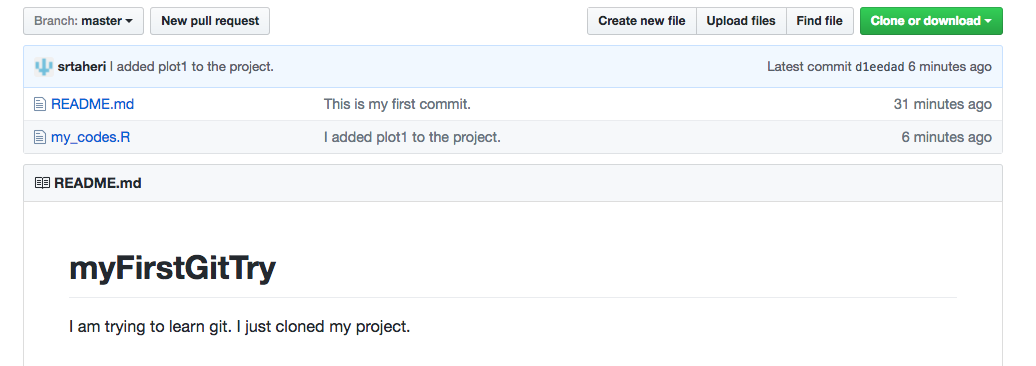 Branch: master New pull request Create new file Upload files Find file Clone or download
srtaheri I added plot1 to the project. Latest commit d1eedad 6 minutes ago
README.md This is my first commit. 31 minutes ago
my_codes.R I added plot1 to the project. 6 minutes ago
README.md
myFirstGitTry
I am trying to learn git. I just cloned my project.